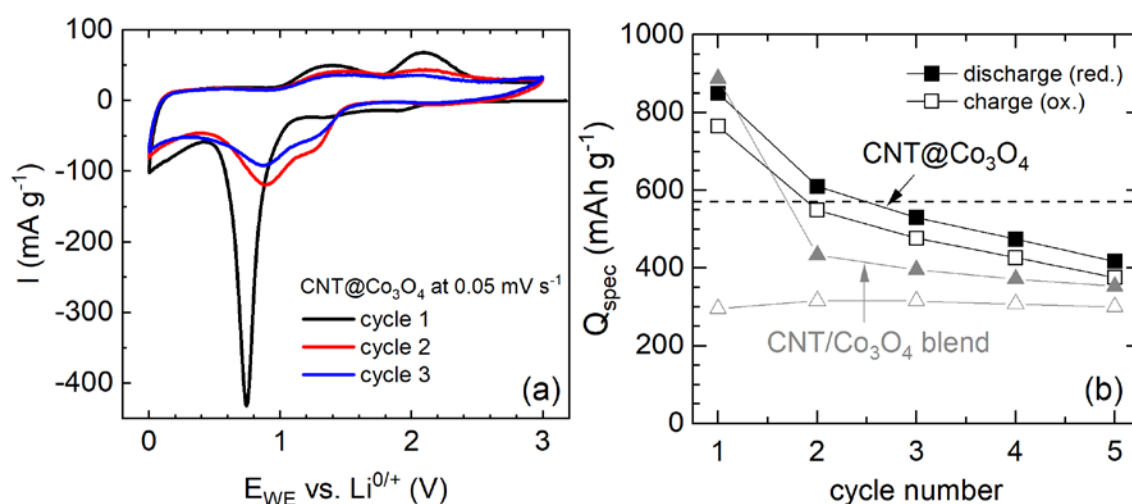 100
0
-100
-200
-300
-400
I (mA g⁻¹)
CNT@Co₃O₄ at 0.05 mV s⁻¹
cycle 1
cycle 2
cycle 3
(a)
0 1 2 3
E_WE vs. Li⁰/⁺ (V)
1000
800
600
400
200
0
Q_spec (mAh g⁻¹)
discharge (red.)
charge (ox.)
CNT@Co₃O₄
CNT/Co₃O₄ blend
(b)
1 2 3 4 5
cycle number